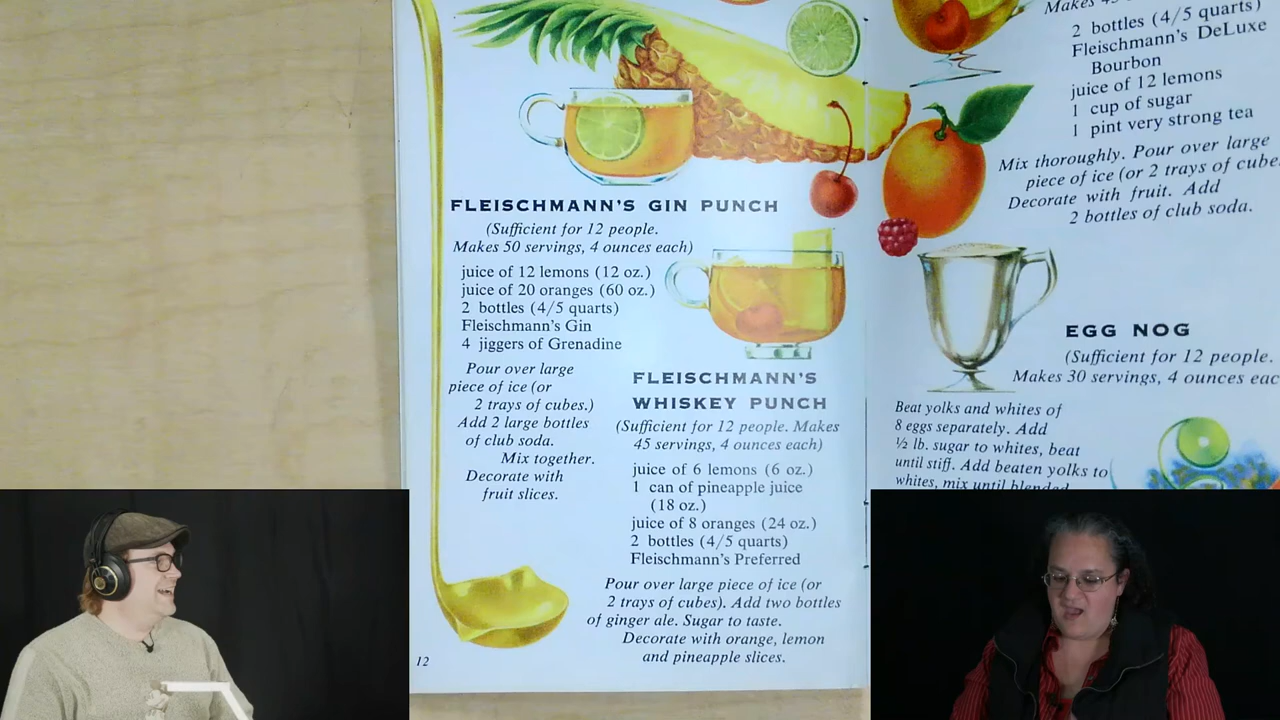 FLEISCHMANN'S GIN PUNCH
(Sufficient for 12 people.
Makes 50 servings, 4 ounces each)
juice of 12 lemons (12 oz.)
juice of 20 oranges (60 oz.)
2 bottles (4/5 quarts)
Fleischmann's Gin
4 jiggers of Grenadine
Pour over large
piece of ice (or
2 trays of cubes.)
Add 2 large bottles
of club soda.
Mix together.
Decorate with
fruit slices.
FLEISCHMANN'S
WHISKEY PUNCH
(Sufficient for 12 people. Makes
45 servings, 4 ounces each)
juice of 6 lemons (6 oz.)
1 can of pineapple juice
(18 oz.)
juice of 8 oranges (24 oz.)
2 bottles (4/5 quarts)
Fleischmann's Preferred
Pour over large piece of ice (or
2 trays of cubes). Add two bottles
of ginger ale. Sugar to taste.
Decorate with orange, lemon
and pineapple slices.
12
Makes
2 bottles (4/5 quarts)
Fleischmann's DeLuxe
Bourbon
juice of 12 lemons
1 cup of sugar
1 pint very strong tea
Mix thoroughly. Pour over large
piece of ice (or 2 trays of cubes
Decorate with fruit. Add
2 bottles of club soda.
EGG NOG
(Sufficient for 12 people.
Makes 30 servings, 4 ounces eac
Beat yolks and whites of
8 eggs separately. Add
½ lb. sugar to whites, beat
until stiff. Add beaten yolks to
whites, mix until blended